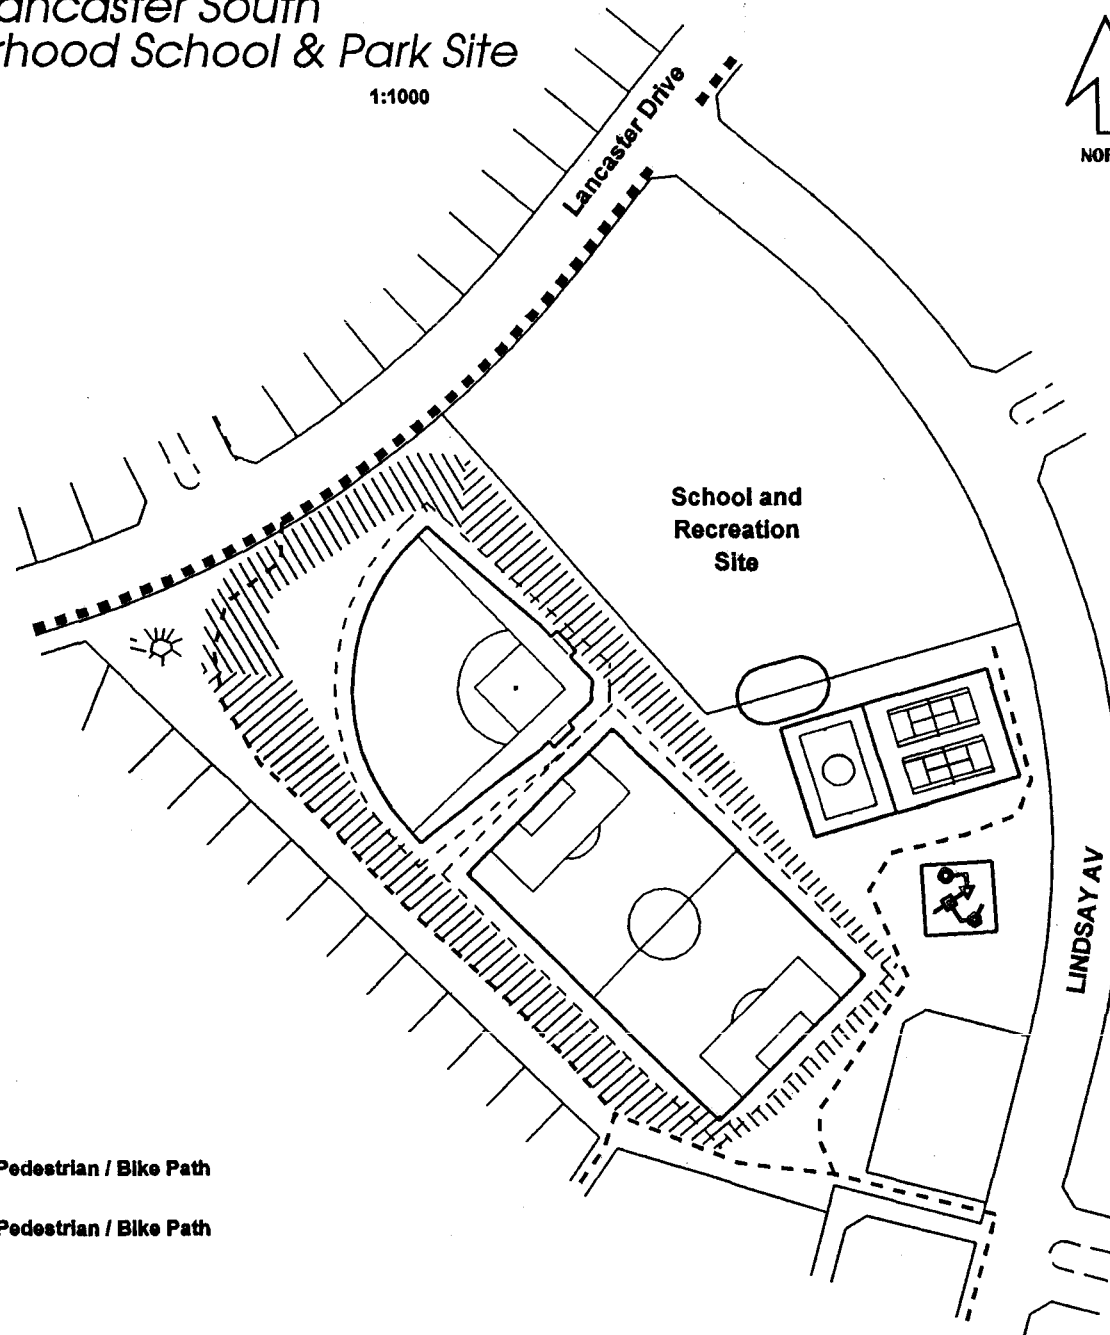 ancaster South
rhood School & Park Site
1:1000
Lancaster Drive
NOR
School and
Recreation
Site
LINDSAY AV
Pedestrian / Bike Path
Pedestrian / Bike Path